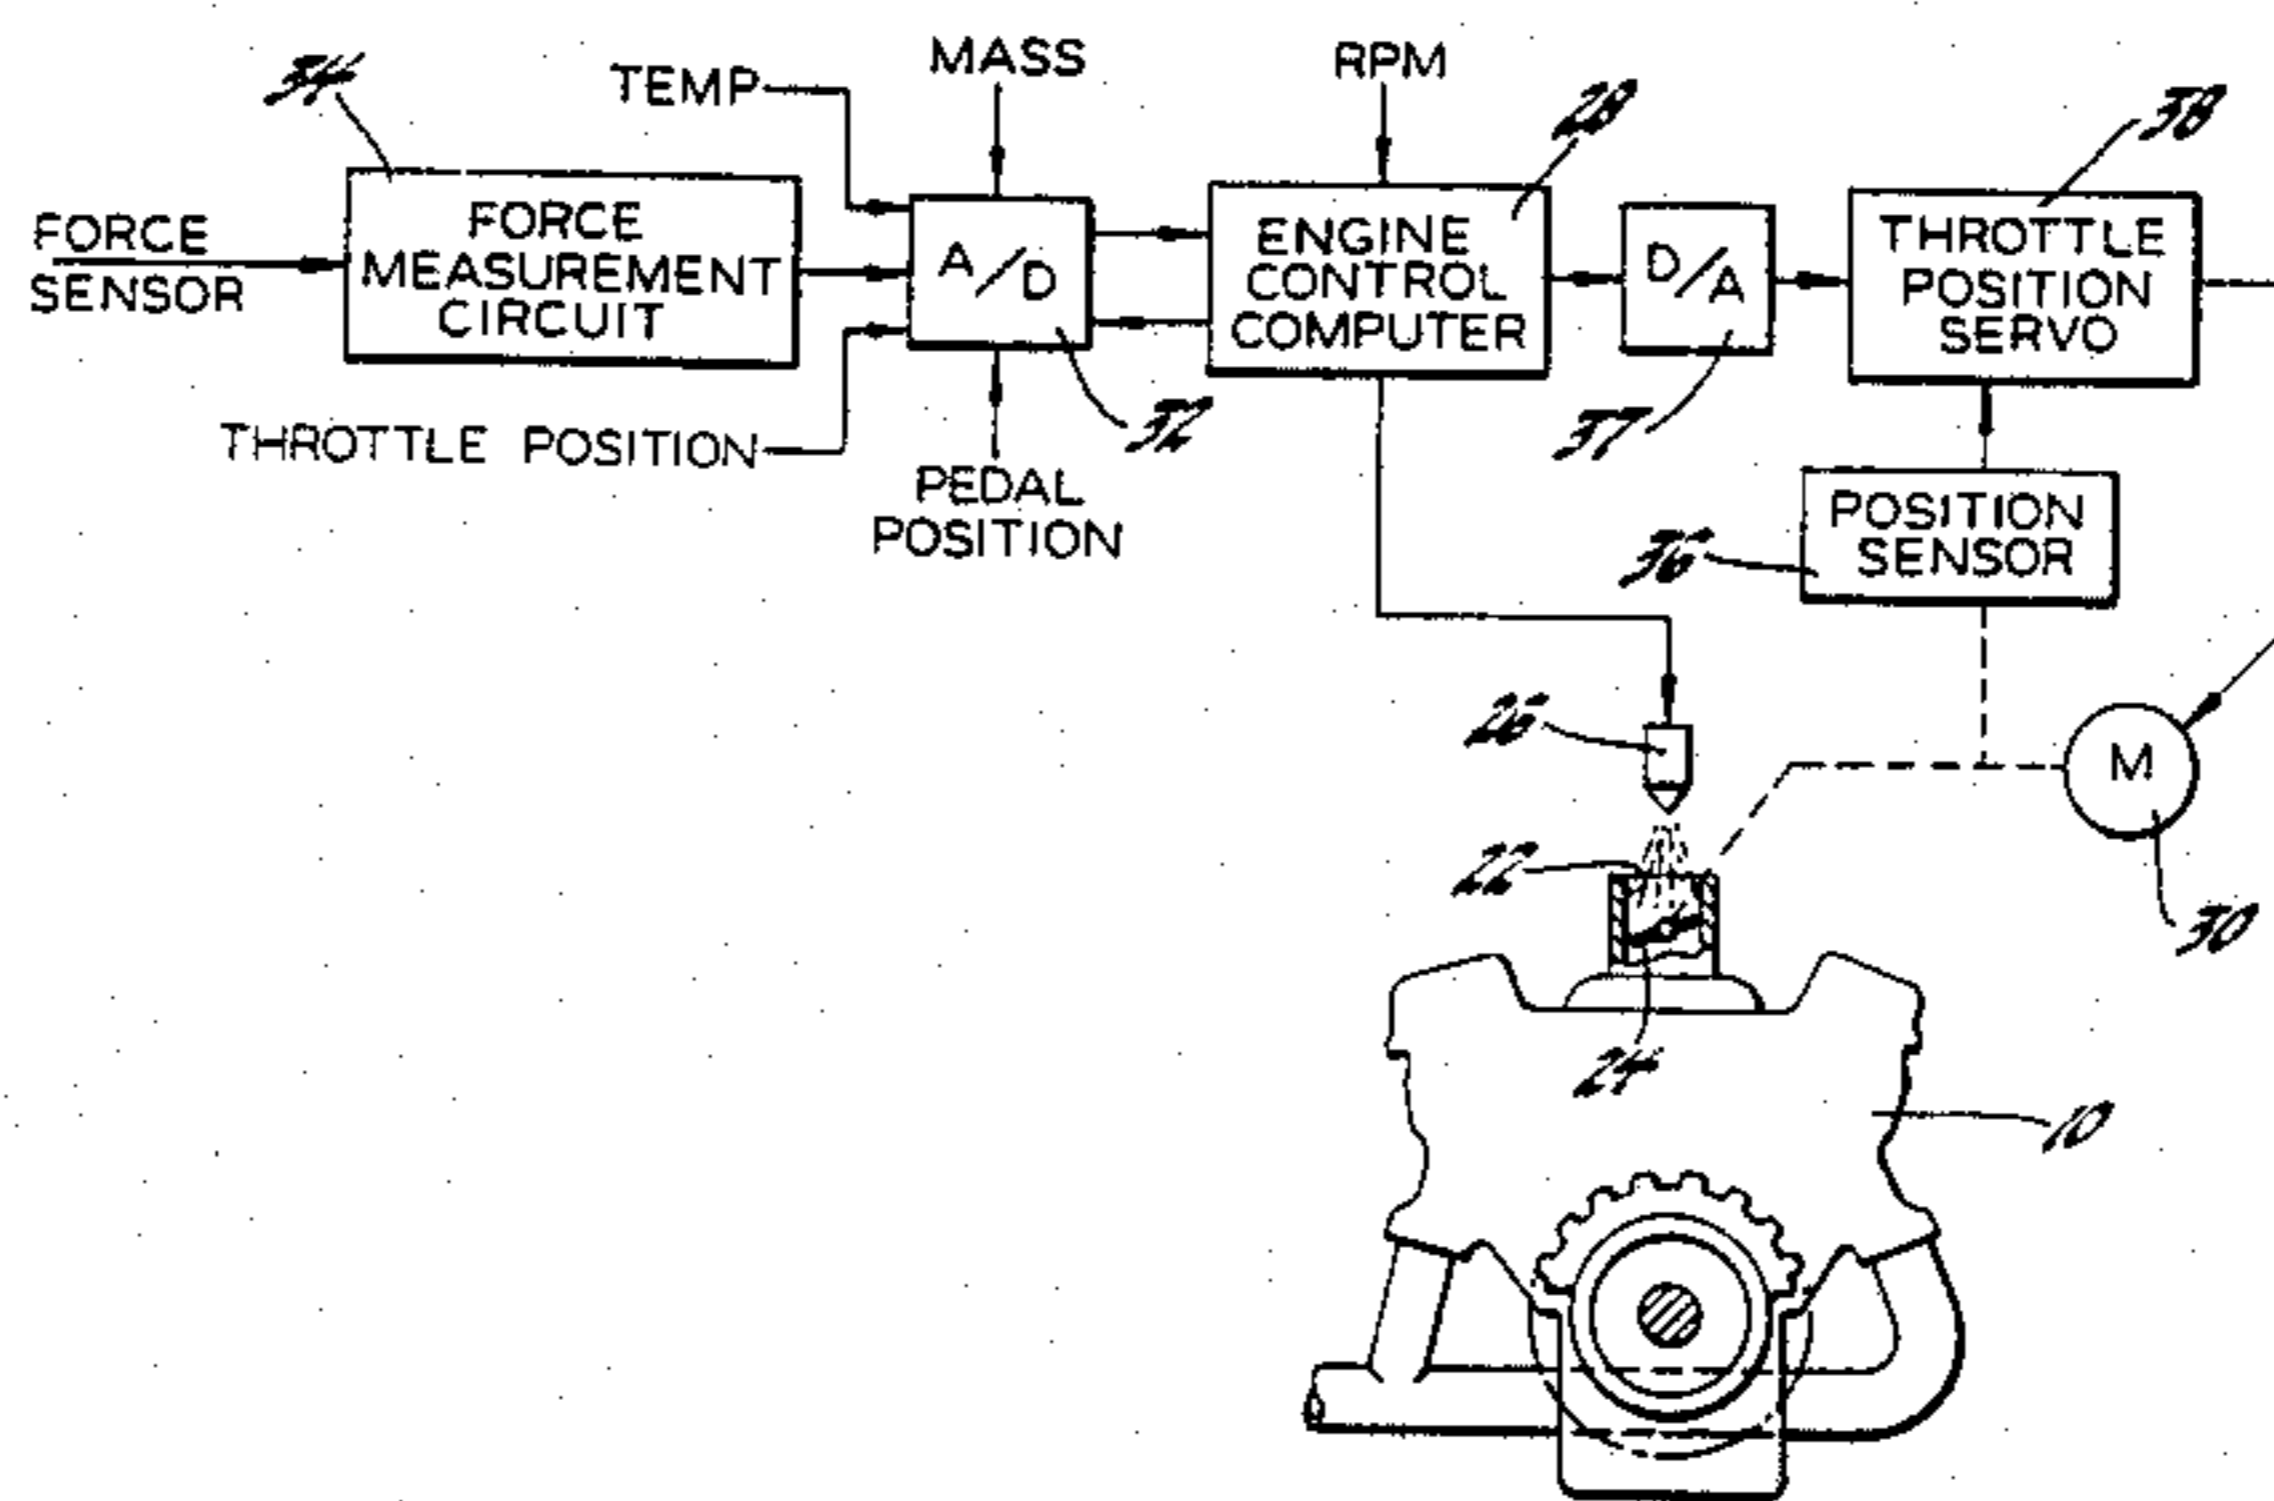 34
TEMP
MASS
RPM
28
38
FORCE
SENSOR
FORCE
MEASUREMENT
CIRCUIT
A/D
ENGINE
CONTROL
COMPUTER
D/A
THROTTLE
POSITION
SERVO
THROTTLE POSITION
32
37
PEDAL
POSITION
POSITION
SENSOR
36
26
M
22
30
24
10